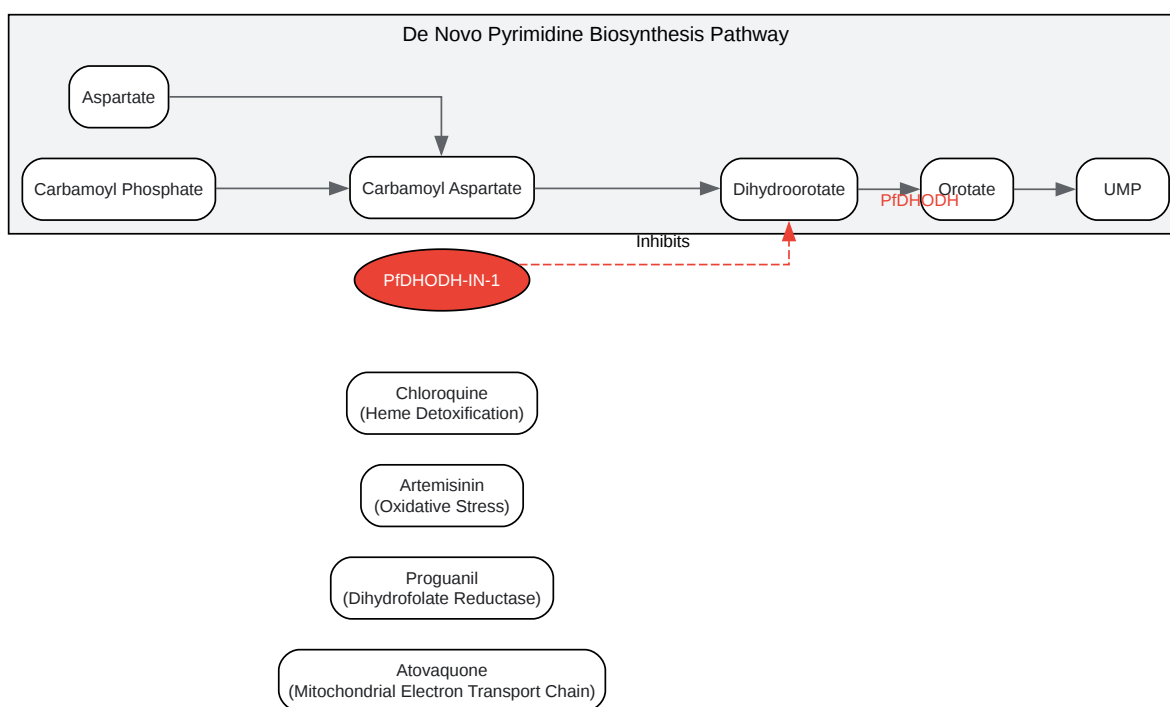 De Novo Pyrimidine Biosynthesis Pathway
Aspartate
Carbamoyl Phosphate
Carbamoyl Aspartate
Dihydroorotate
PfDHODH
Orotate
UMP
Inhibits
PfDHODH-IN-1
Chloroquine
(Heme Detoxification)
Artemisinin
(Oxidative Stress)
Proguanil
(Dihydrofolate Reductase)
Atovaquone
(Mitochondrial Electron Transport Chain)